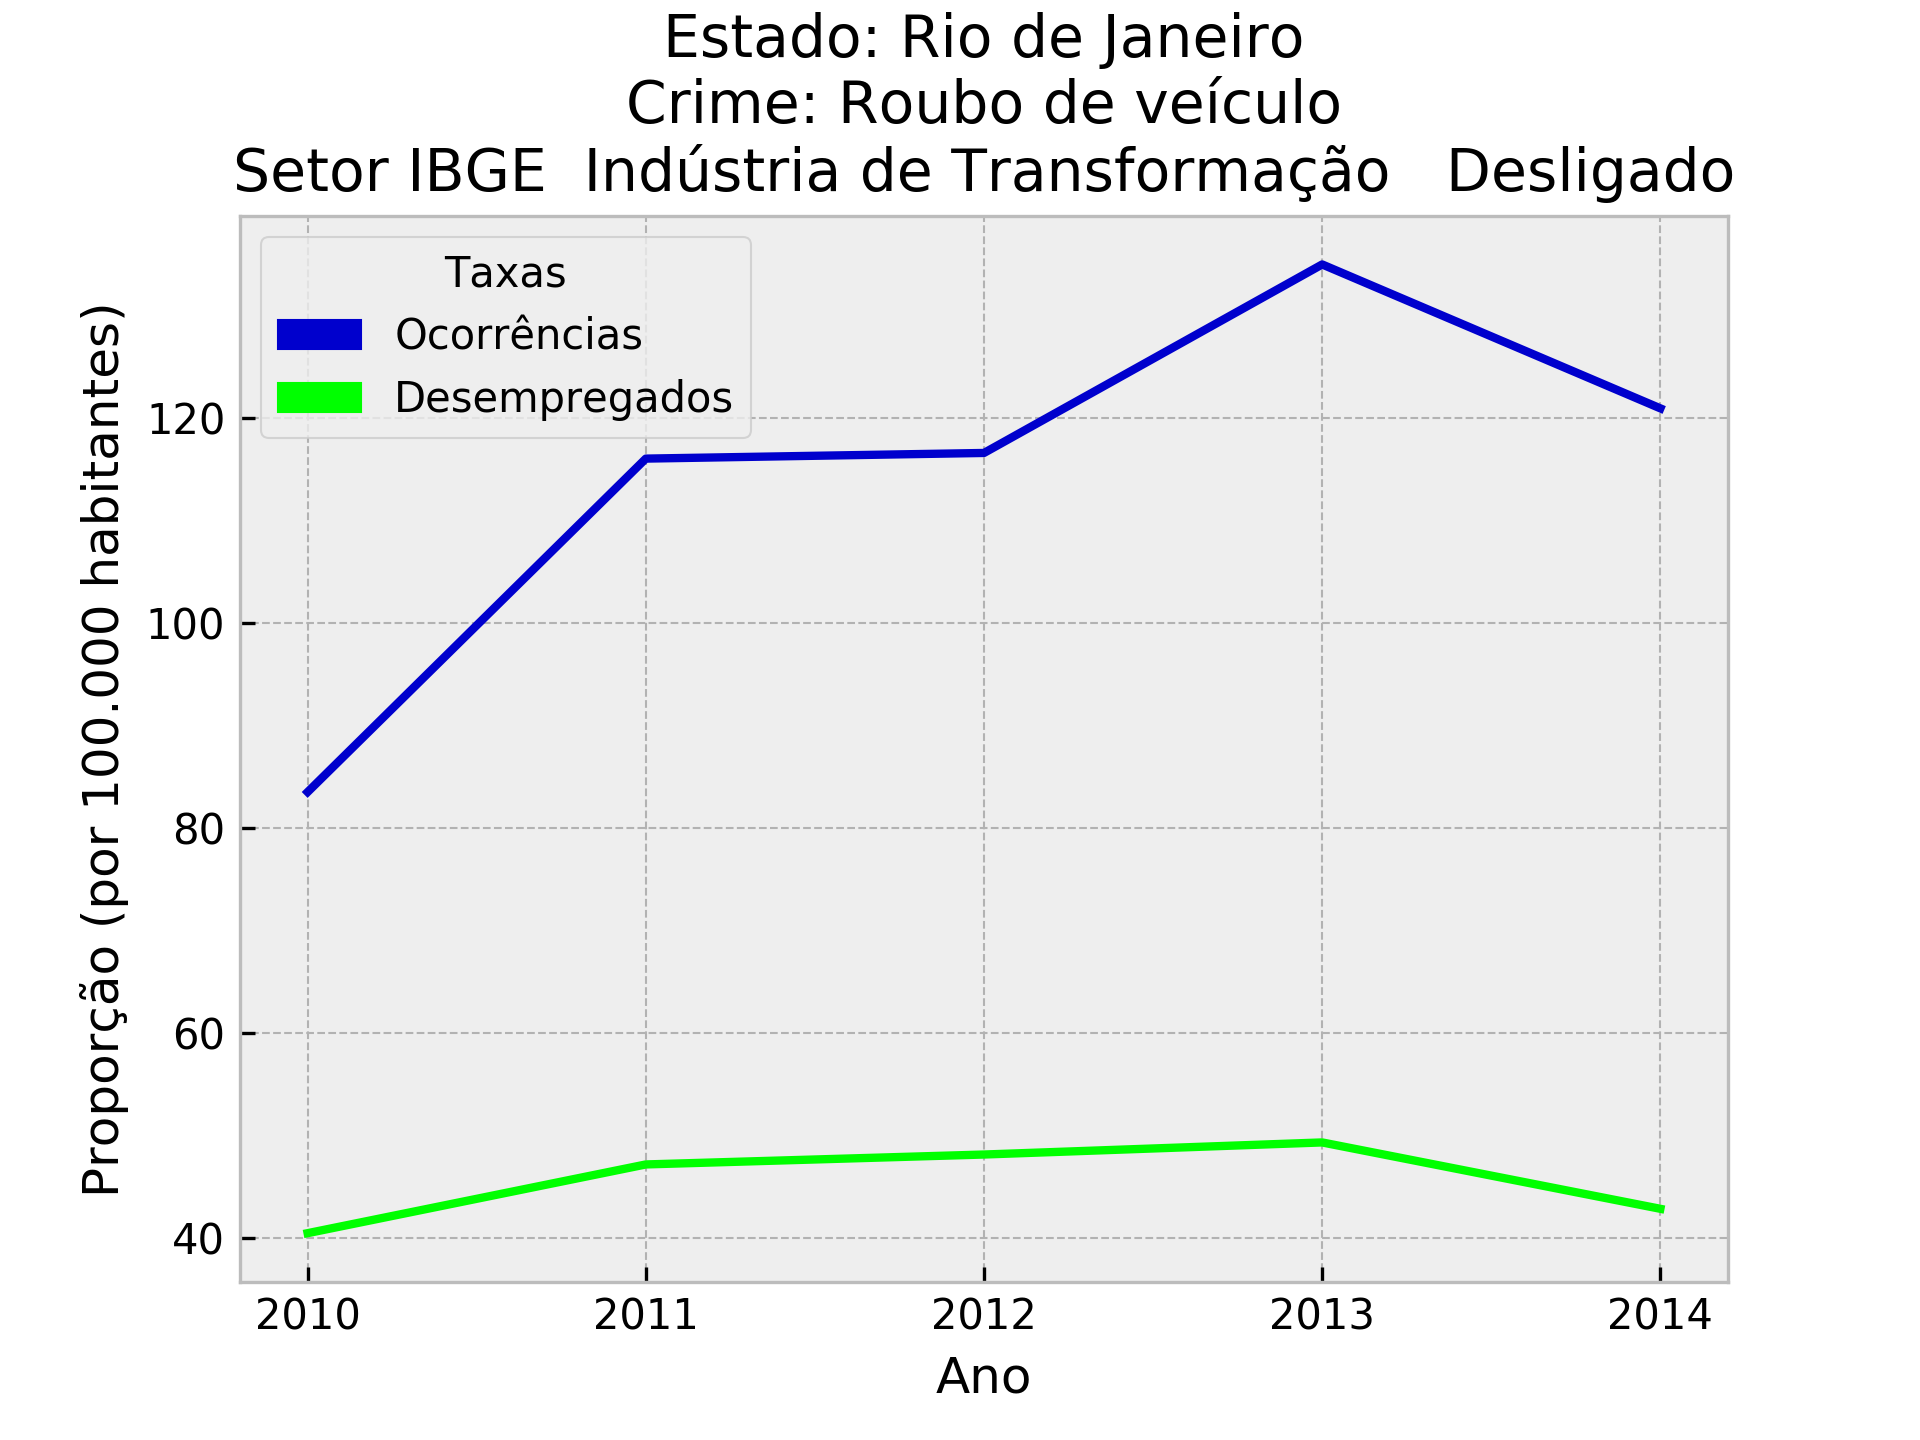 Estado: Rio de Janeiro
Crime: Roubo de veículo
Setor IBGE  Indústria de Transformação   Desligado
Taxas
Ocorrências
Desempregados
Proporção (por 100.000 habitantes)
120
100
80
60
40
2010 2011 2012 2013 2014
Ano